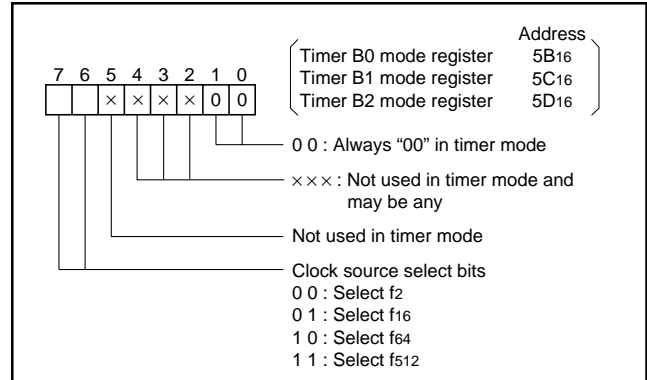 Address
Timer B0 mode register 5B16
Timer B1 mode register 5C16
Timer B2 mode register 5D16
7 6 5 4 3 2 1 0
× × × × 0 0
0 0 : Always “00” in timer mode
××× : Not used in timer mode and
may be any
Not used in timer mode
Clock source select bits
0 0 : Select f2
0 1 : Select f16
1 0 : Select f64
1 1 : Select f512